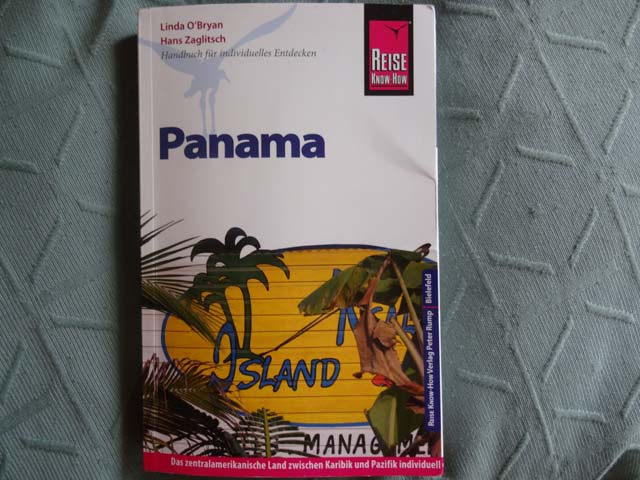 Linda O'Bryan
Hans Zaglitsch
Handbuch für individuelles Entdecken
REISE
KNOW-HOW
Panama
ISLAND
MANAGEME
REISE KNOW-HOW Verlag Peter Rump | Bielefeld
Das zentralamerikanische Land zwischen Karibik und Pazifik individuell